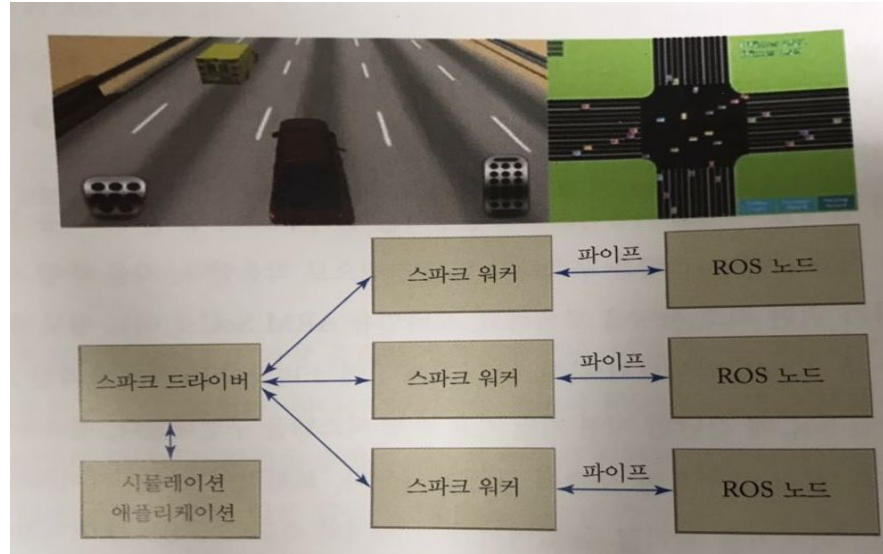 스파크 워커
파이프
ROS 노드
스파크 드라이버
스파크 워커
파이프
ROS 노드
시뮬레이션
애플리케이션
스파크 워커
파이프
ROS 노드